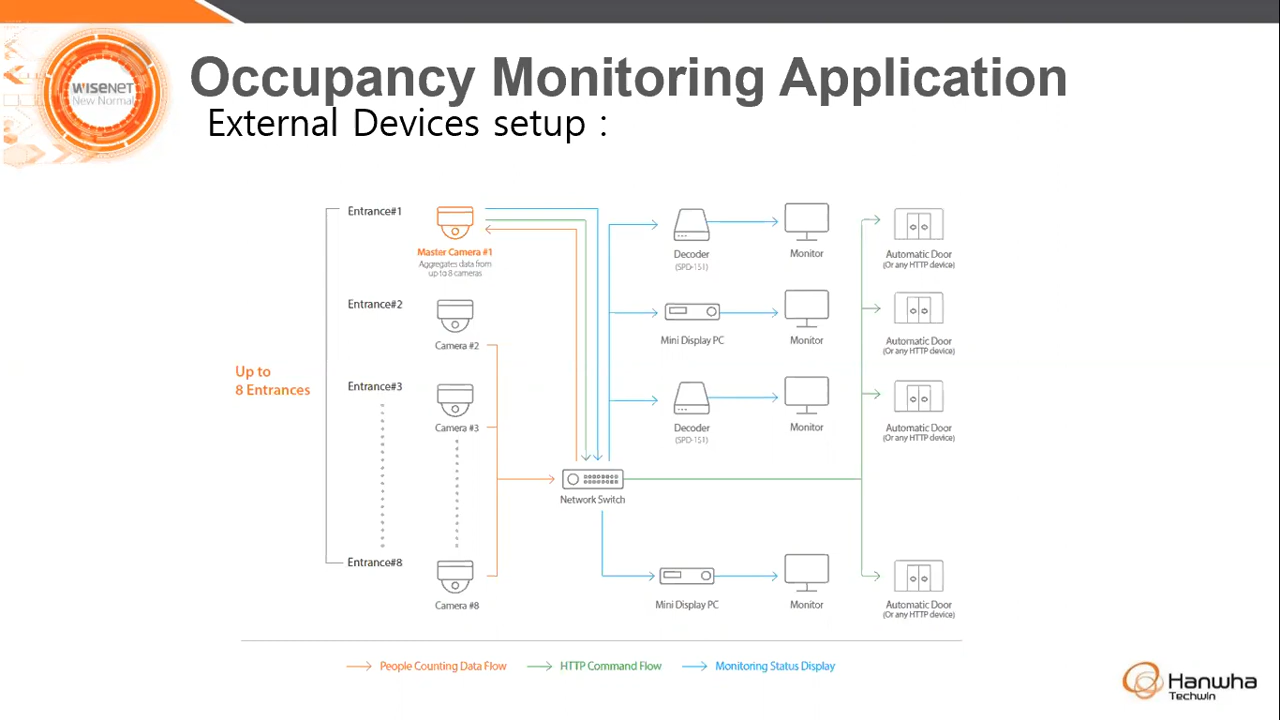 WISENET
New Normal
Occupancy Monitoring Application
External Devices setup :
Up to
8 Entrances
Entrance#1
Master Camera #1
Aggregates data from
up to 8 cameras
Entrance#2
Camera #2
Entrance#3
Camera #3
Entrance#8
Camera #8
Network Switch
Decoder
(SPD-151)
Monitor
Automatic Door
(Or any HTTP device)
Mini Display PC
Monitor
Automatic Door
(Or any HTTP device)
Decoder
(SPD-151)
Monitor
Automatic Door
(Or any HTTP device)
Mini Display PC
Monitor
Automatic Door
(Or any HTTP device)
People Counting Data Flow
HTTP Command Flow
Monitoring Status Display
Hanwha
Techwin